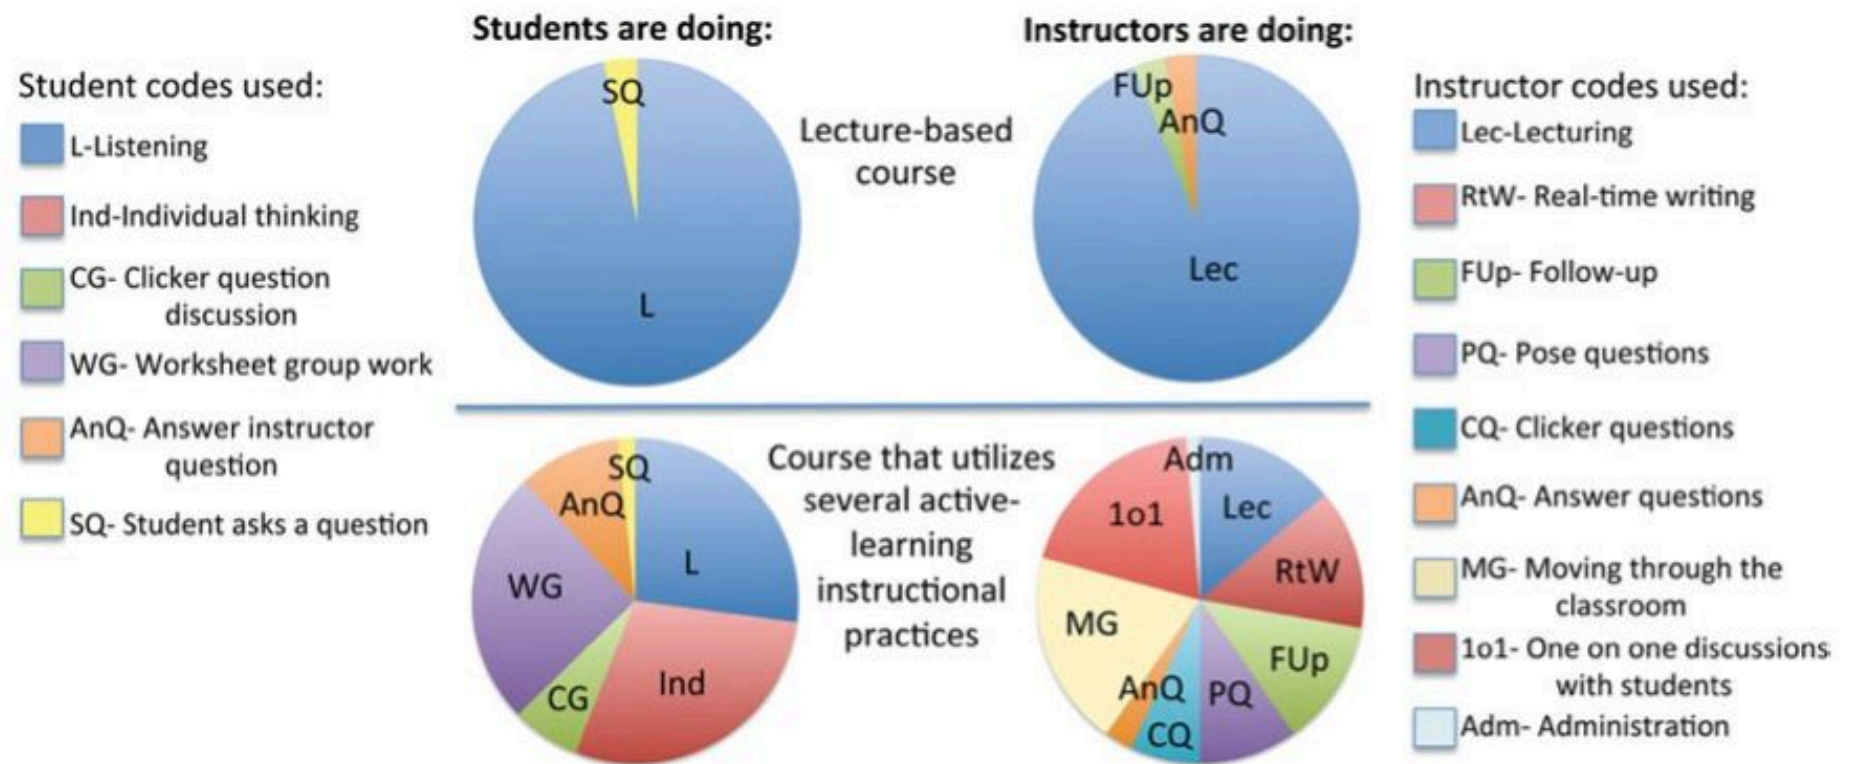 Students are doing:
Instructors are doing:
Student codes used:
L-Listening
Ind-Individual thinking
CG- Clicker question
discussion
WG- Worksheet group work
AnQ- Answer instructor
question
SQ- Student asks a question
SQ
L
Lecture-based
course
FUp
AnQ
Lec
SQ
AnQ
L
WG
CG
Ind
Course that utilizes
several active-
learning
instructional
practices
Adm
1o1
Lec
RtW
MG
FUp
AnQ
PQ
CQ
Instructor codes used:
Lec-Lecturing
RtW- Real-time writing
FUp- Follow-up
PQ- Pose questions
CQ- Clicker questions
AnQ- Answer questions
MG- Moving through the
classroom
1o1- One on one discussions
with students
Adm- Administration